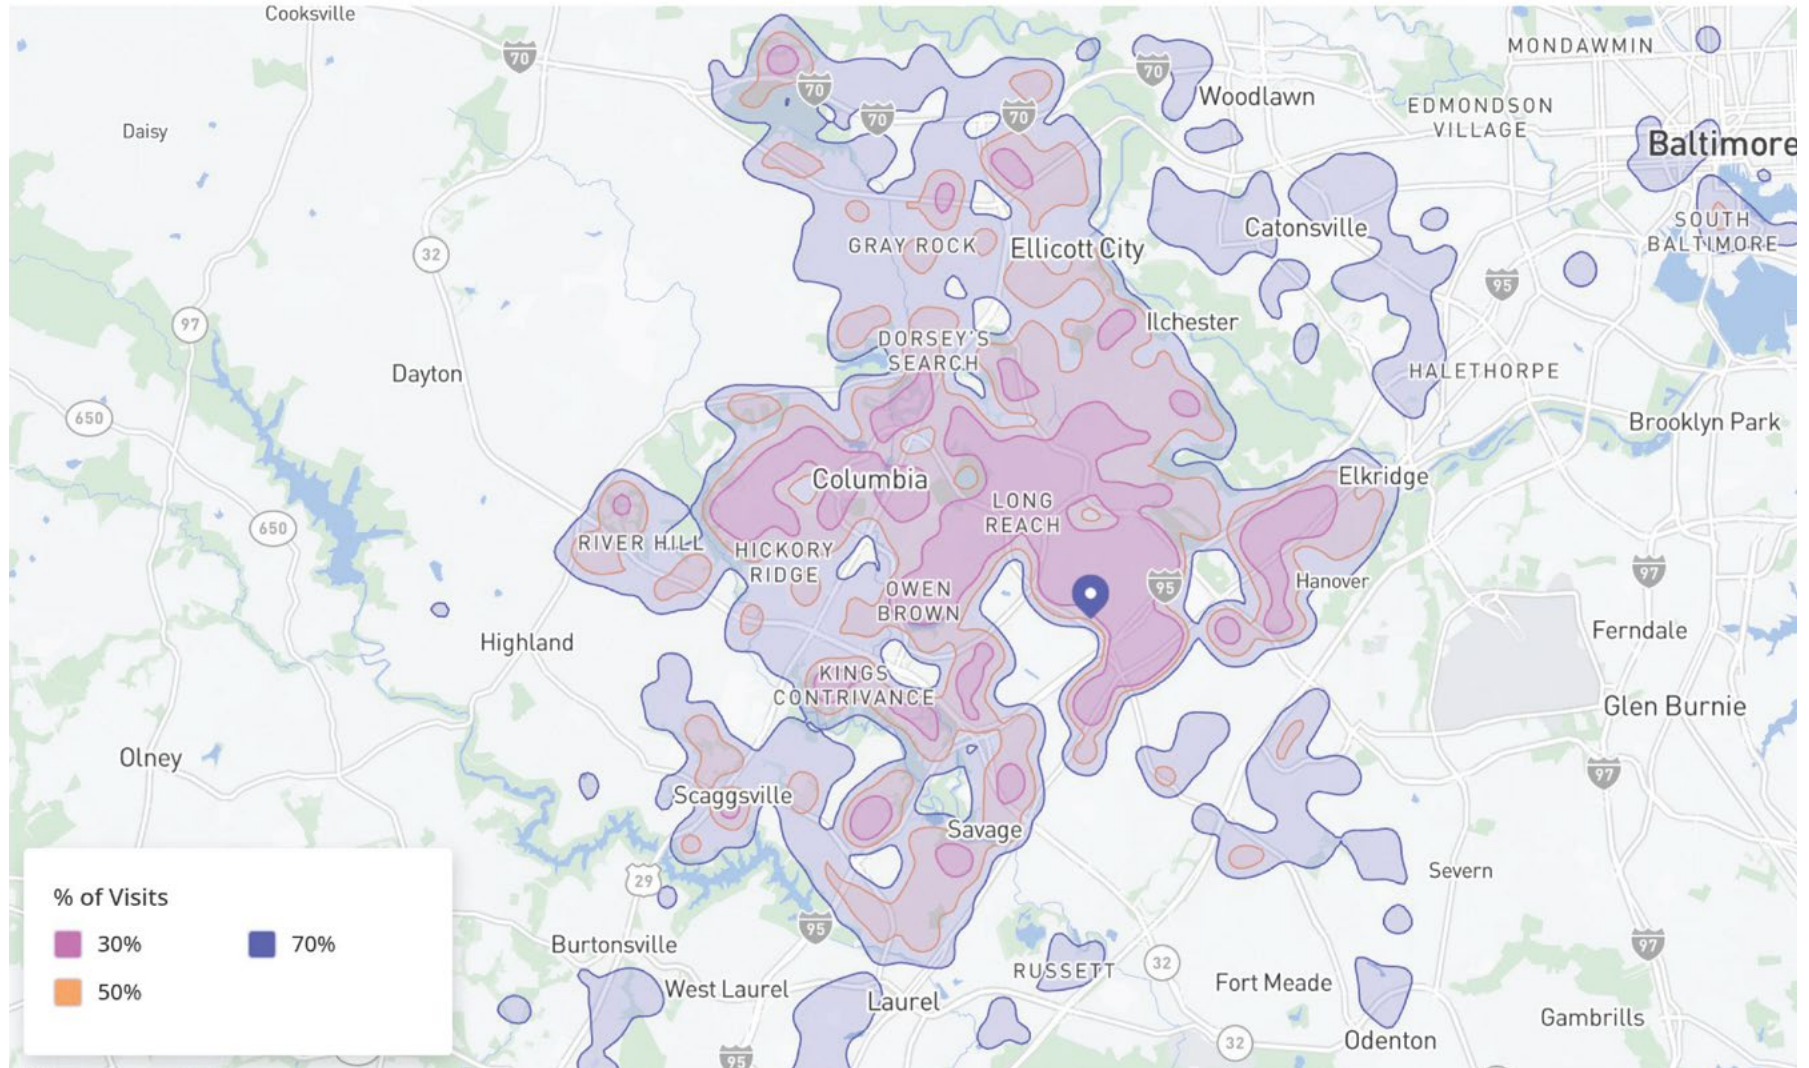 Cooksville
70
MONDAWMIN
70
70
Woodlawn
70
70
EDMONDSON
VILLAGE
Daisy
Baltimore
32
GRAY ROCK
Ellicott City
Catonsville
SOUTH
BALTIMORE
95
97
Ilchester
DORSEY'S
SEARCH
Dayton
HALETHORPE
650
Brooklyn Park
Columbia
Elkridge
LONG
REACH
650
RIVER HILL
HICKORY
RIDGE
OWEN
BROWN
95
Hanover
97
Highland
Ferndale
KINGS
CONTRIVANCE
Glen Burnie
Olney
97
Scaggsville
Savage
Severn
29
% of Visits
30%
70%
50%
95
Burtonsville
97
RUSSETT
32
West Laurel
Laurel
Fort Meade
Gambrills
Odenton
32
95